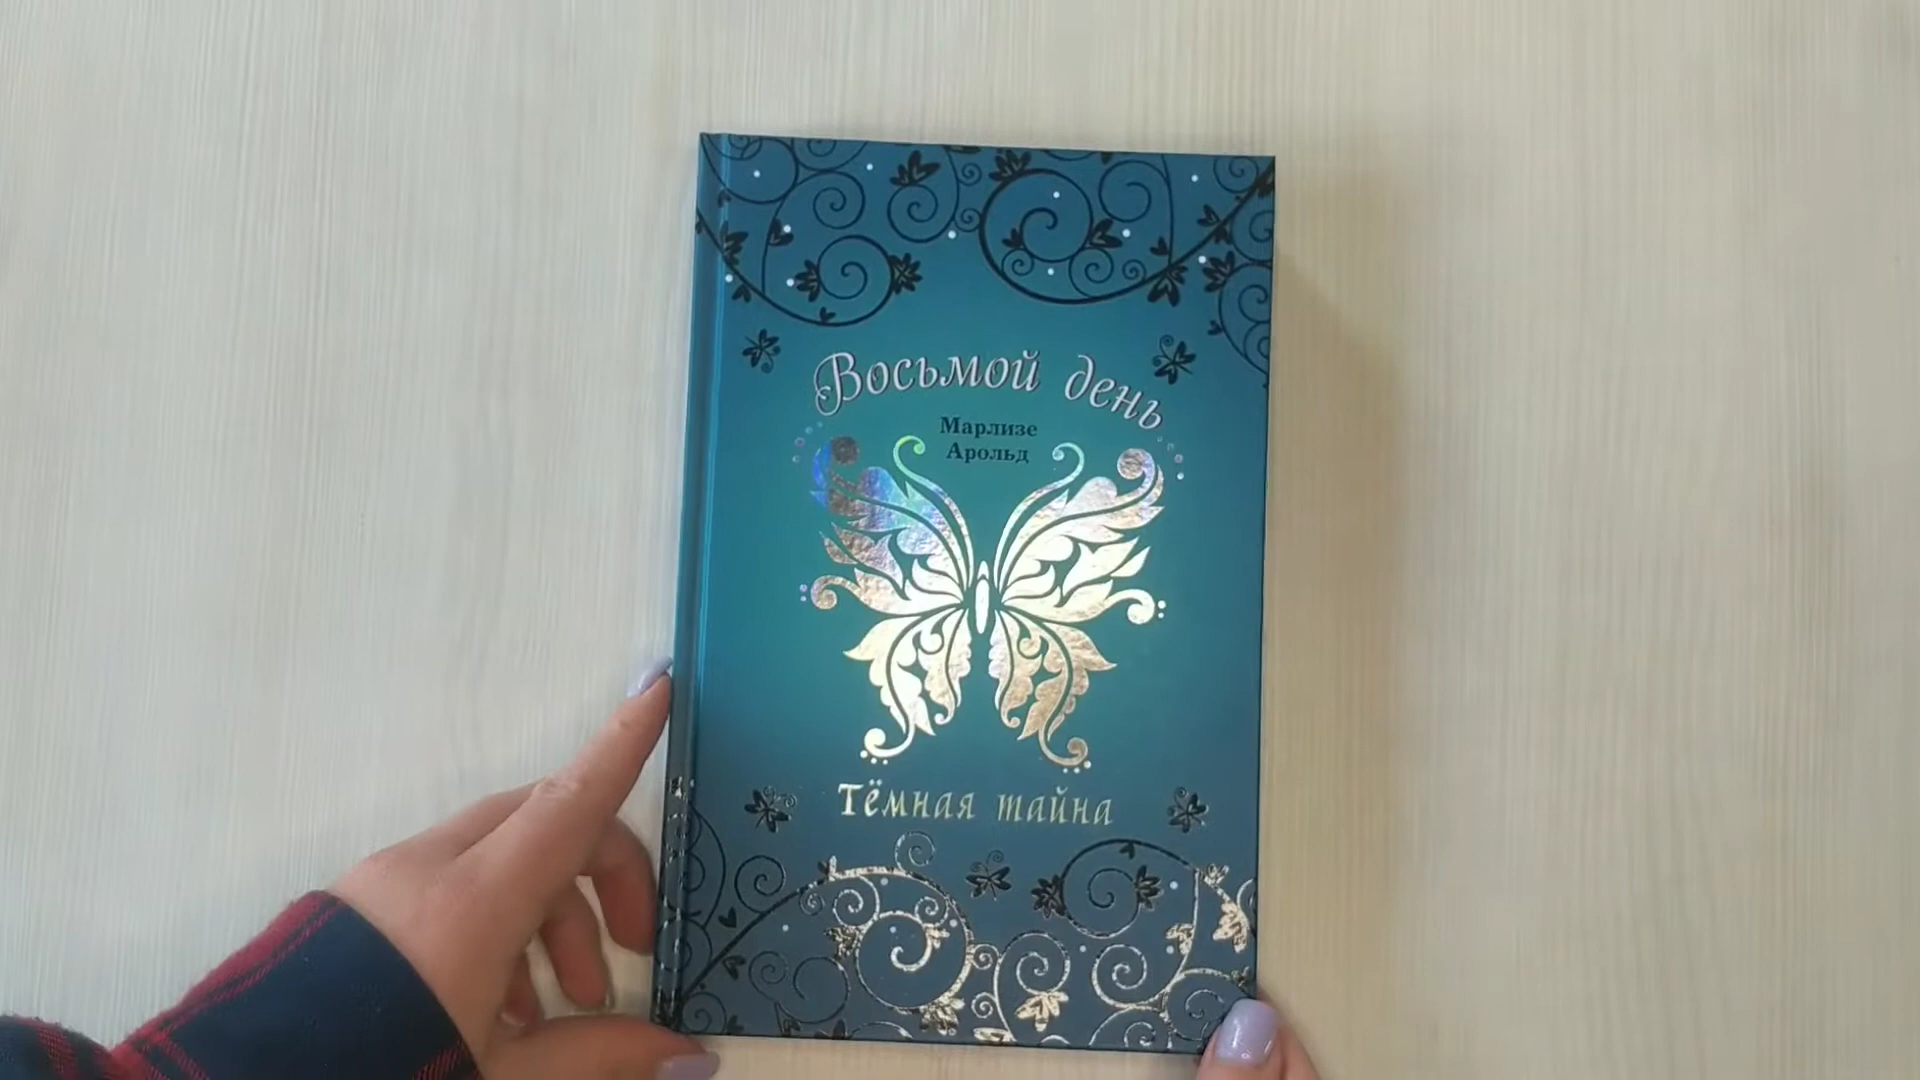 Восьмой день
Марлизе
Арольд
Тёмная тайна